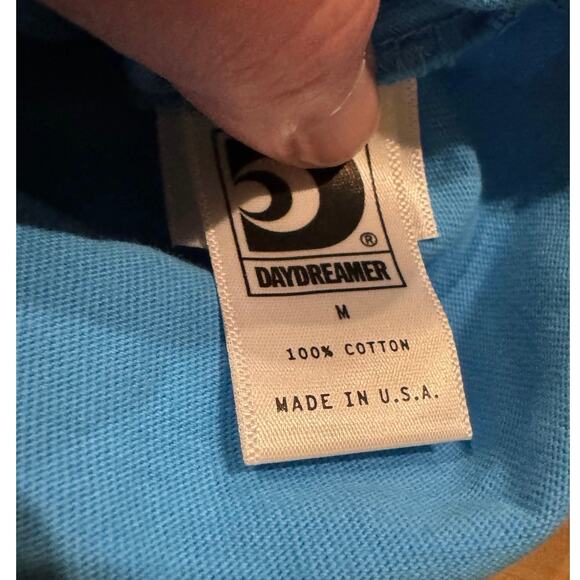 ®
DAYDREAMER
M
100% COTTON
MADE IN U.S.A.